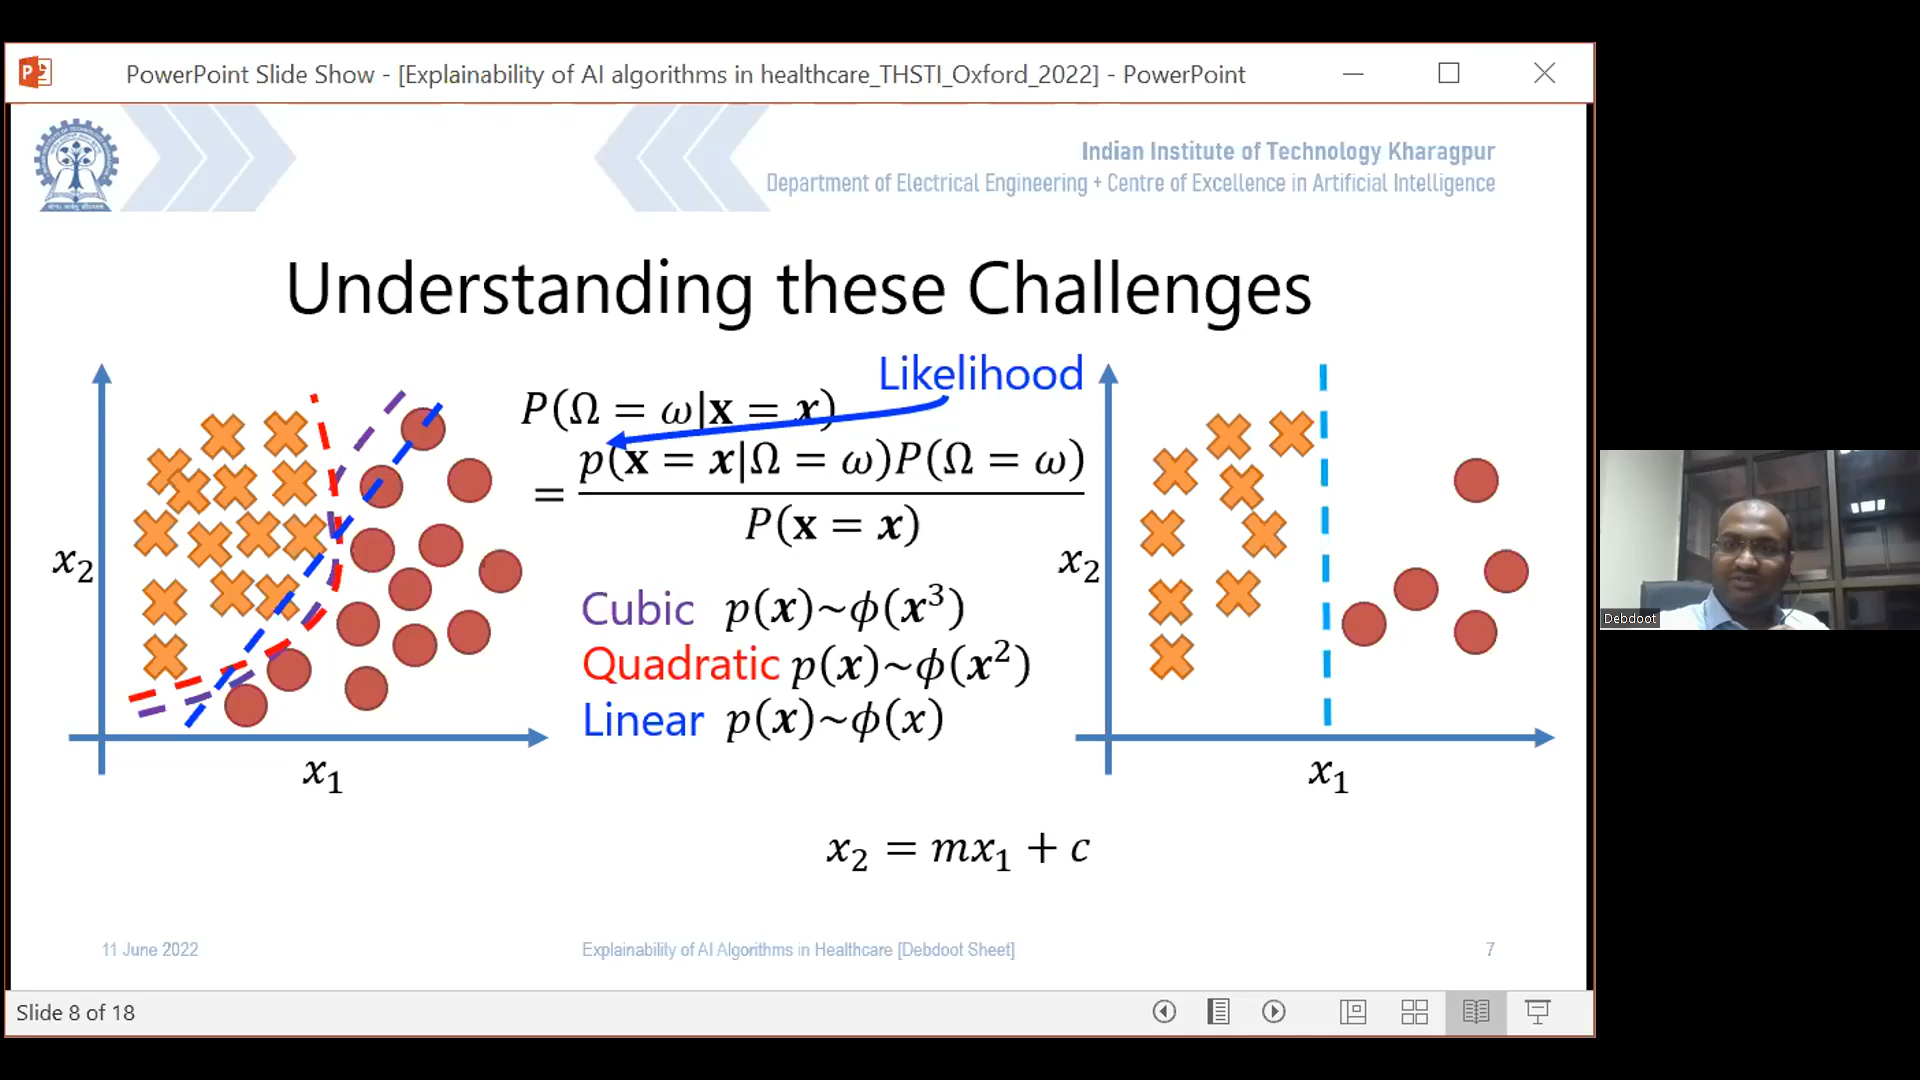 PowerPoint Slide Show - [Explainability of AI algorithms in healthcare_THSTI_Oxford_2022] - PowerPoint
Indian Institute of Technology Kharagpur
Department of Electrical Engineering + Centre of Excellence in Artificial Intelligence
Understanding these Challenges
Likelihood
P(Ω = ω|𝐱 = 𝒙)
= p(𝐱 = 𝒙|Ω = ω)P(Ω = ω)
P(𝐱 = 𝒙)
Cubic p(𝒙)~ϕ(𝒙³)
Quadratic p(𝒙)~ϕ(𝒙²)
Linear p(𝒙)~ϕ(x)
x₂
x₁
x₂
x₁
x₂ = mx₁ + c
Debdoot
11 June 2022
Explainability of AI Algorithms in Healthcare [Debdoot Sheet]
7
Slide 8 of 18